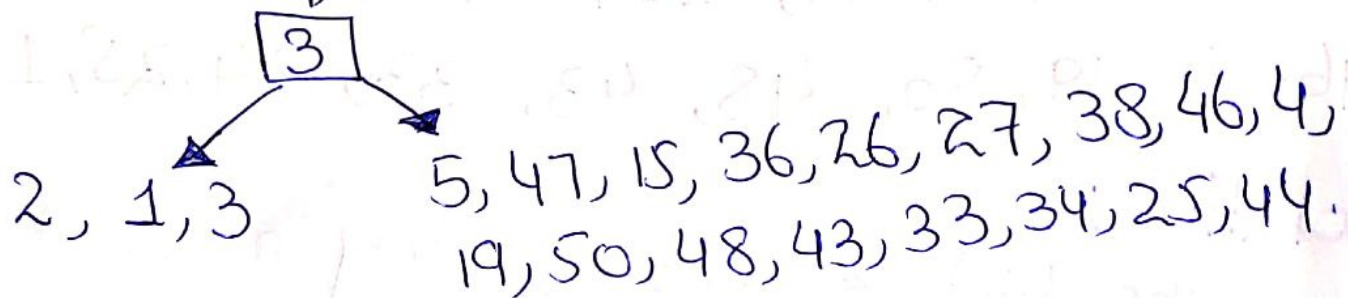 3
2, 1, 3
5, 47, 15, 36, 26, 27, 38, 46, 4,
19, 50, 48, 43, 33, 34, 25, 44.